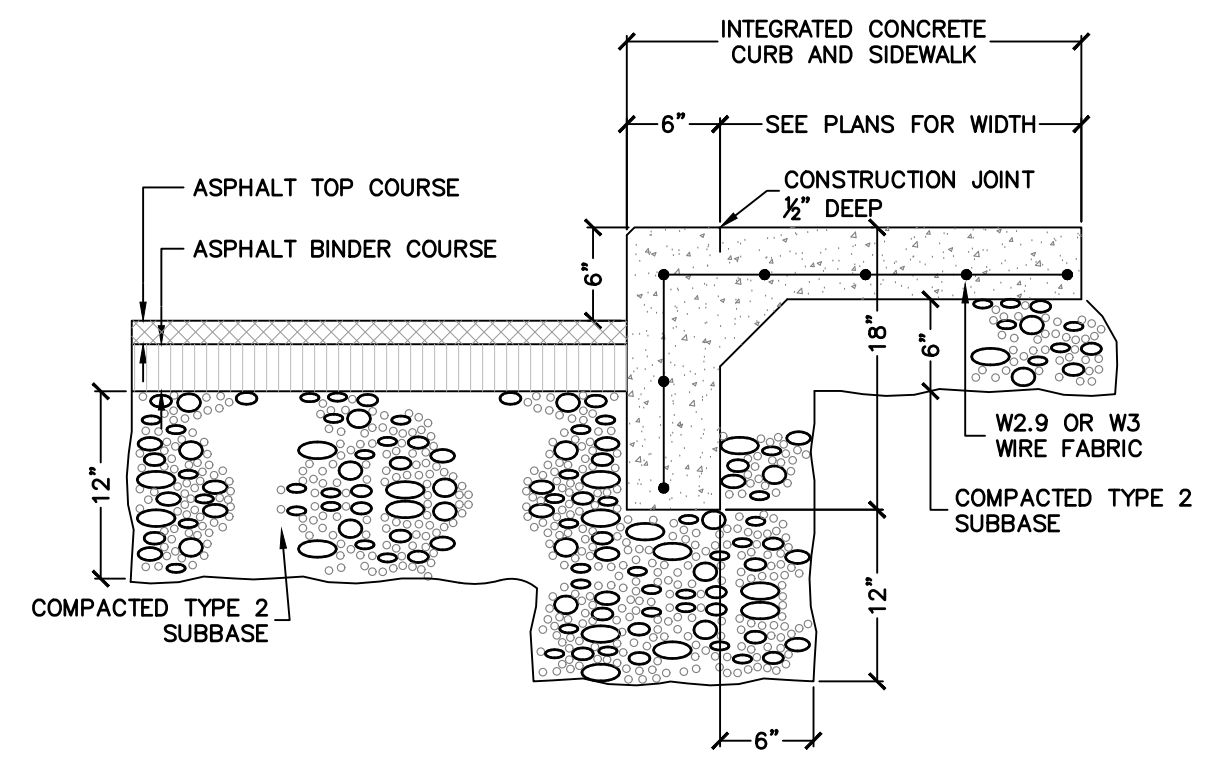 INTEGRATED CONCRETE
CURB AND SIDEWALK
6"
SEE PLANS FOR WIDTH
ASPHALT TOP COURSE
CONSTRUCTION JOINT
½" DEEP
ASPHALT BINDER COURSE
6"
18"
6"
W2.9 OR W3
WIRE FABRIC
12"
COMPACTED TYPE 2
SUBBASE
COMPACTED TYPE 2
SUBBASE
12"
6"